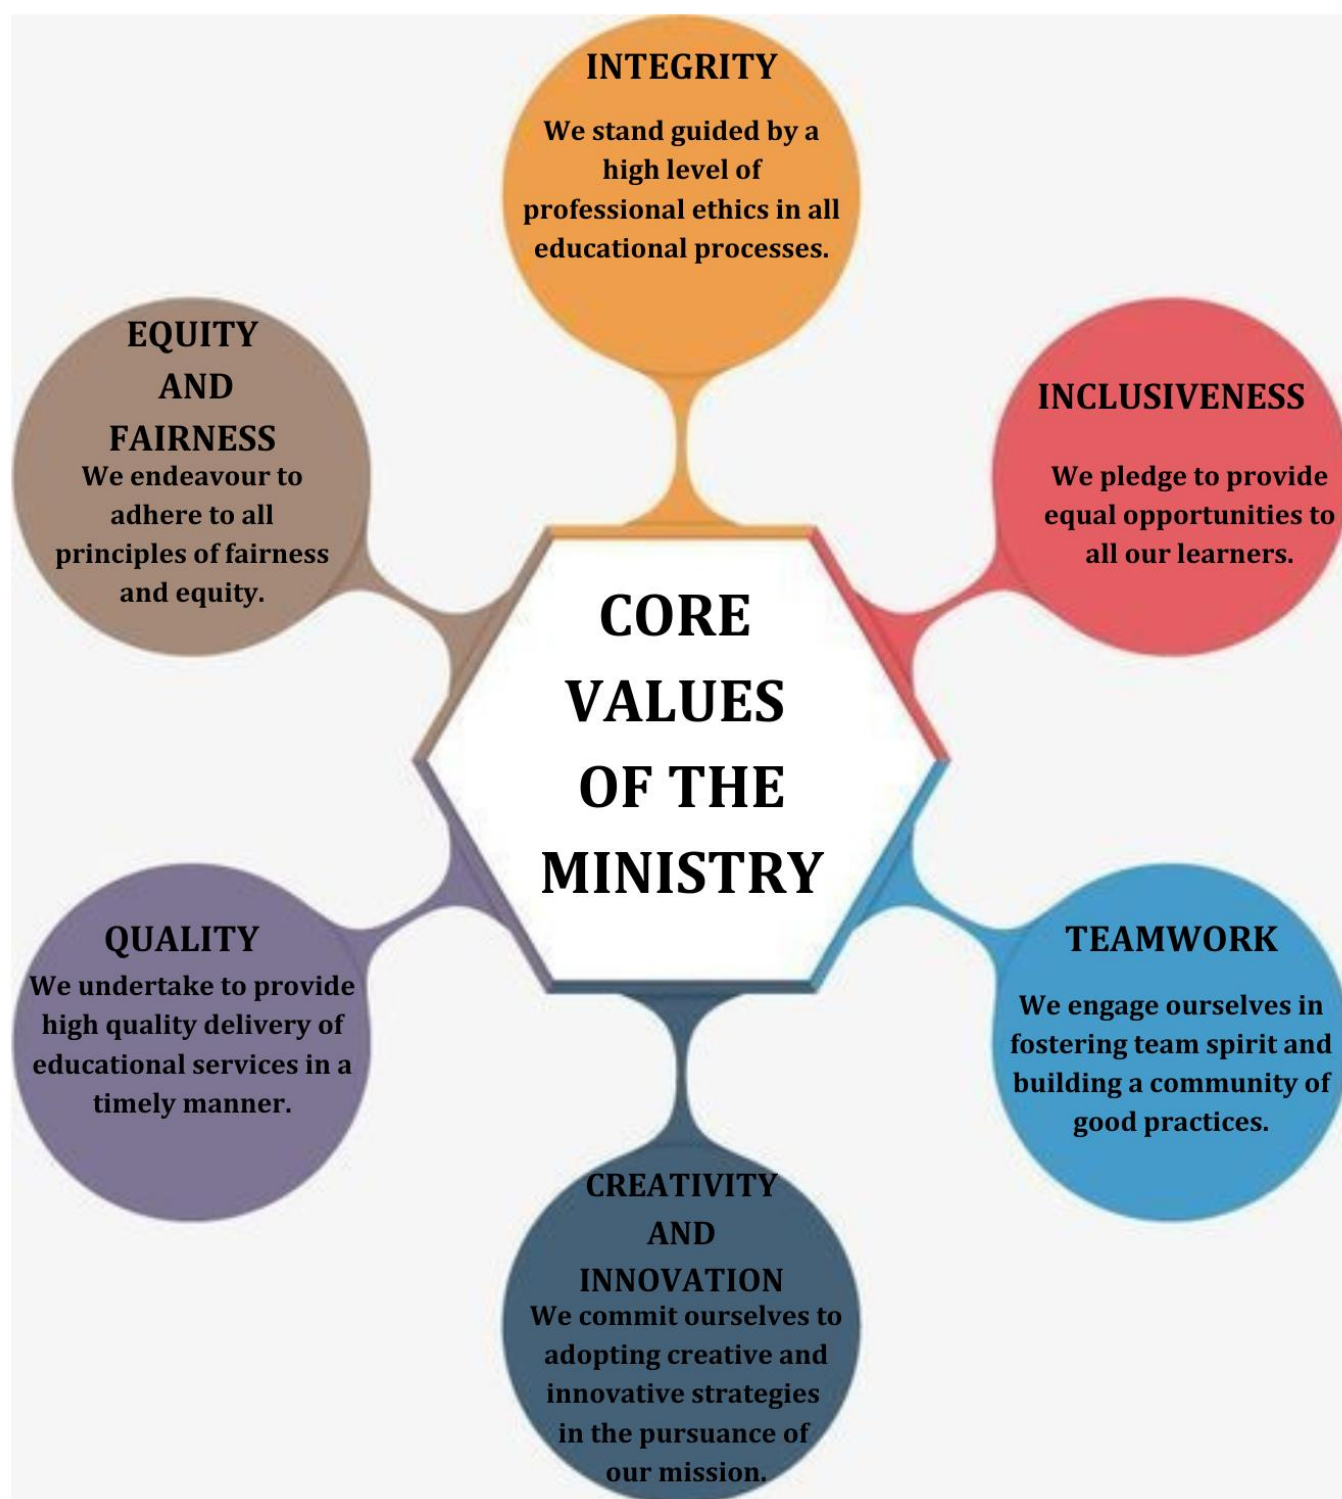 INTEGRITY
We stand guided by a
high level of
professional ethics in all
educational processes.
EQUITY
AND
FAIRNESS
We endeavour to
adhere to all
principles of fairness
and equity.
INCLUSIVENESS
We pledge to provide
equal opportunities to
all our learners.
CORE
VALUES
OF THE
MINISTRY
QUALITY
We undertake to provide
high quality delivery of
educational services in a
timely manner.
TEAMWORK
We engage ourselves in
fostering team spirit and
building a community of
good practices.
CREATIVITY
AND
INNOVATION
We commit ourselves to
adopting creative and
innovative strategies
in the pursuance of
our mission.